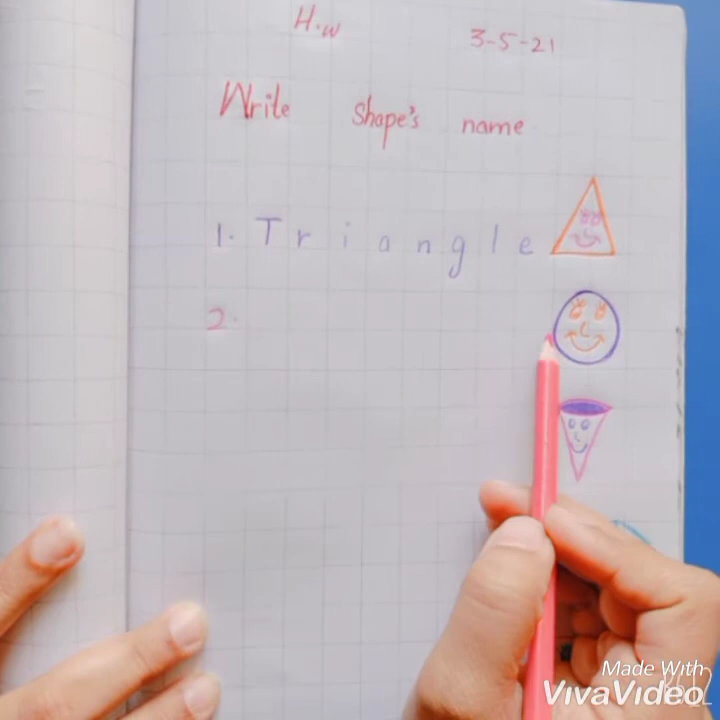 H.w 3-5-21
Write Shape's name
1. Triangle
2.
Made With
VivaVideo